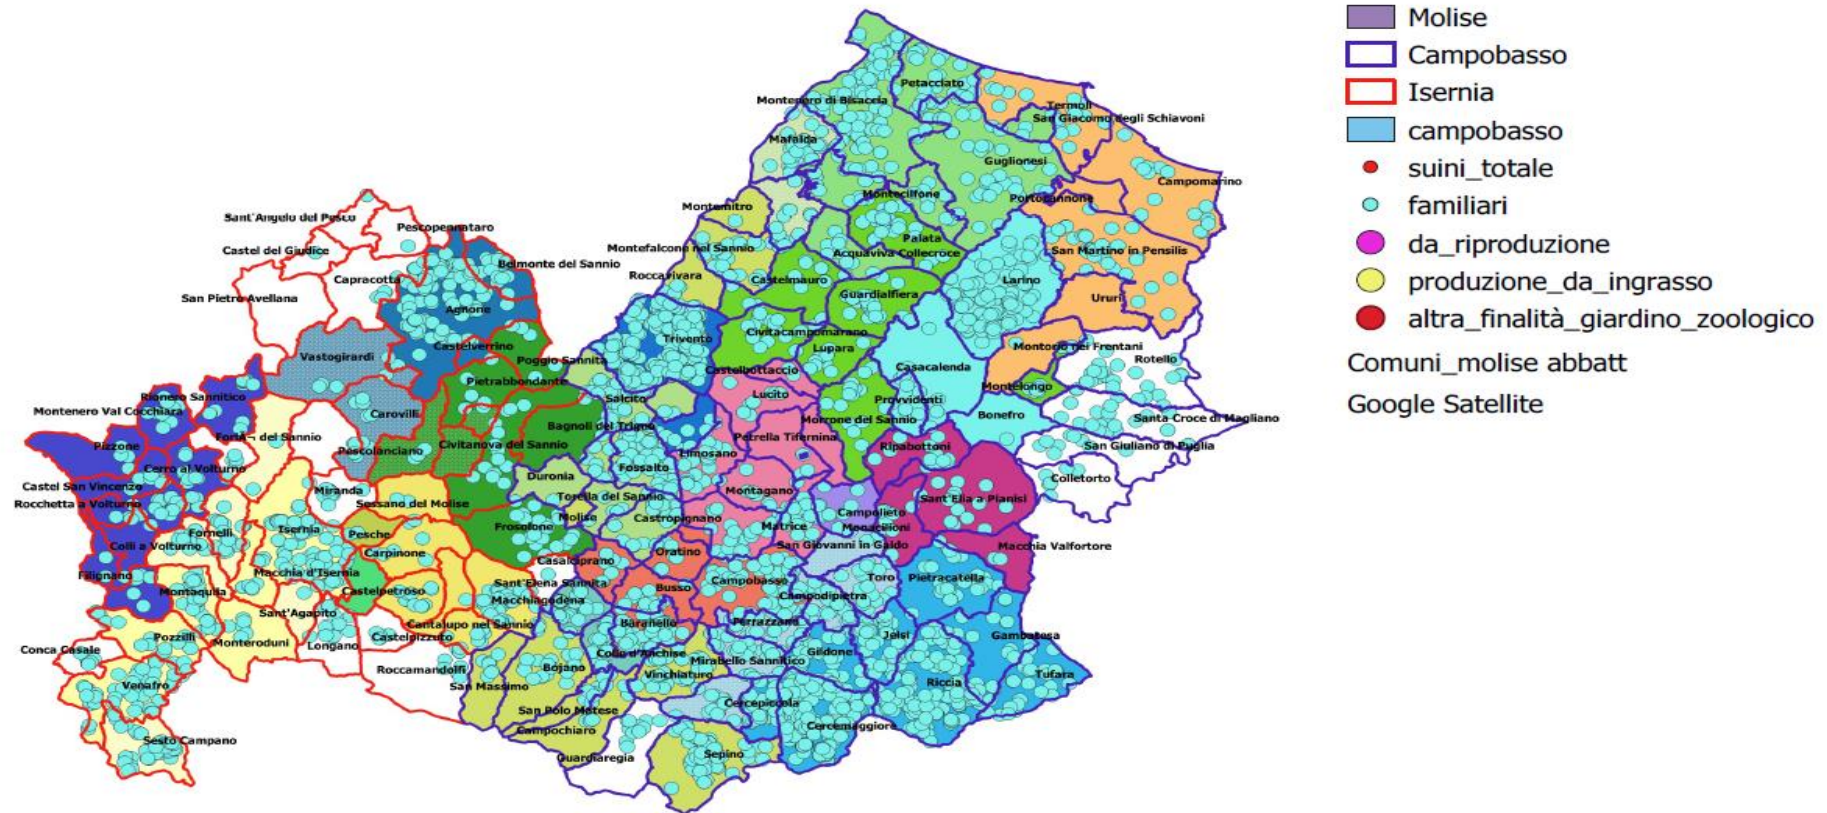 Molise
Campobasso
Isernia
campobasso
suini_totale
familiari
da_riproduzione
produzione_da_ingrasso
altra_finalità_giardino_zoologico
Comuni_molise abbatt
Google Satellite
Petacciato
Montenero di Bisaccia
Termoli
San Giacomo degli Schiavoni
Mafalda
Guglionesi
Campomarino
Montecilfone
Portocannone
Montemitro
Sant'Angelo del Pesco
Pescopennataro
Palata
Montefalcone nel Sannio
Castel del Giudice
Acquaviva Collecroce
San Martino in Pensilis
Belmonte del Sannio
Roccavivara
Capracotta
Castelmauro
Larino
San Pietro Avellana
Guardialfiera
Ururi
Agnone
Civitacampomarano
Trivento
Castelverrino
Lupara
Montorio nei Frentani
Vastogirardi
Poggio Sannita
Rotello
Castelbottaccio
Casacalenda
Pietrabbondante
Montelongo
Rionero Sannitico
Lucito
Salcito
Provvidenti
Montenero Val Cocchiara
Carovilli
Bonefro
Santa Croce di Magliano
Morrone del Sannio
Bagnoli del Trigno
Petrella Tifernina
Pizzone
Civitanova del Sannio
Ripabottoni
San Giuliano di Puglia
Pescolanciano
Limosano
Cerro al Volturno
Fossalto
Duronia
Colletorto
Castel San Vincenzo
Miranda
Montagano
Torella del Sannio
Sant'Elia a Pianisi
Rocchetta a Volturno
Sessano del Molise
Campolieto
Molise
Castropignano
Matrice
Monacilioni
Frosolone
Isernia
Fornelli
Pesche
San Giovanni in Galdo
Macchia Valfortore
Colli a Volturno
Carpinone
Oratino
Casalciprano
Filignano
Macchia d'Isernia
Toro
Pietracatella
Campobasso
Sant'Elena Sannita
Busso
Montaquila
Castelpetroso
Campodipietra
Macchiagodena
Sant'Agapito
Baranello
Ferrazzano
Cantalupo nel Sannio
Pozzilli
Monteroduni
Castelpizzuto
Jelsi
Gambatesa
Longano
Conca Casale
Colle d'Anchise
Gildone
Mirabello Sannitico
Roccamandolfi
Bojano
Vinchiaturo
Tufara
Venafro
San Massimo
Riccia
Cercepiccola
San Polo Matese
Cercemaggiore
Campochiaro
Sesto Campano
Sepino
Guardiaregia